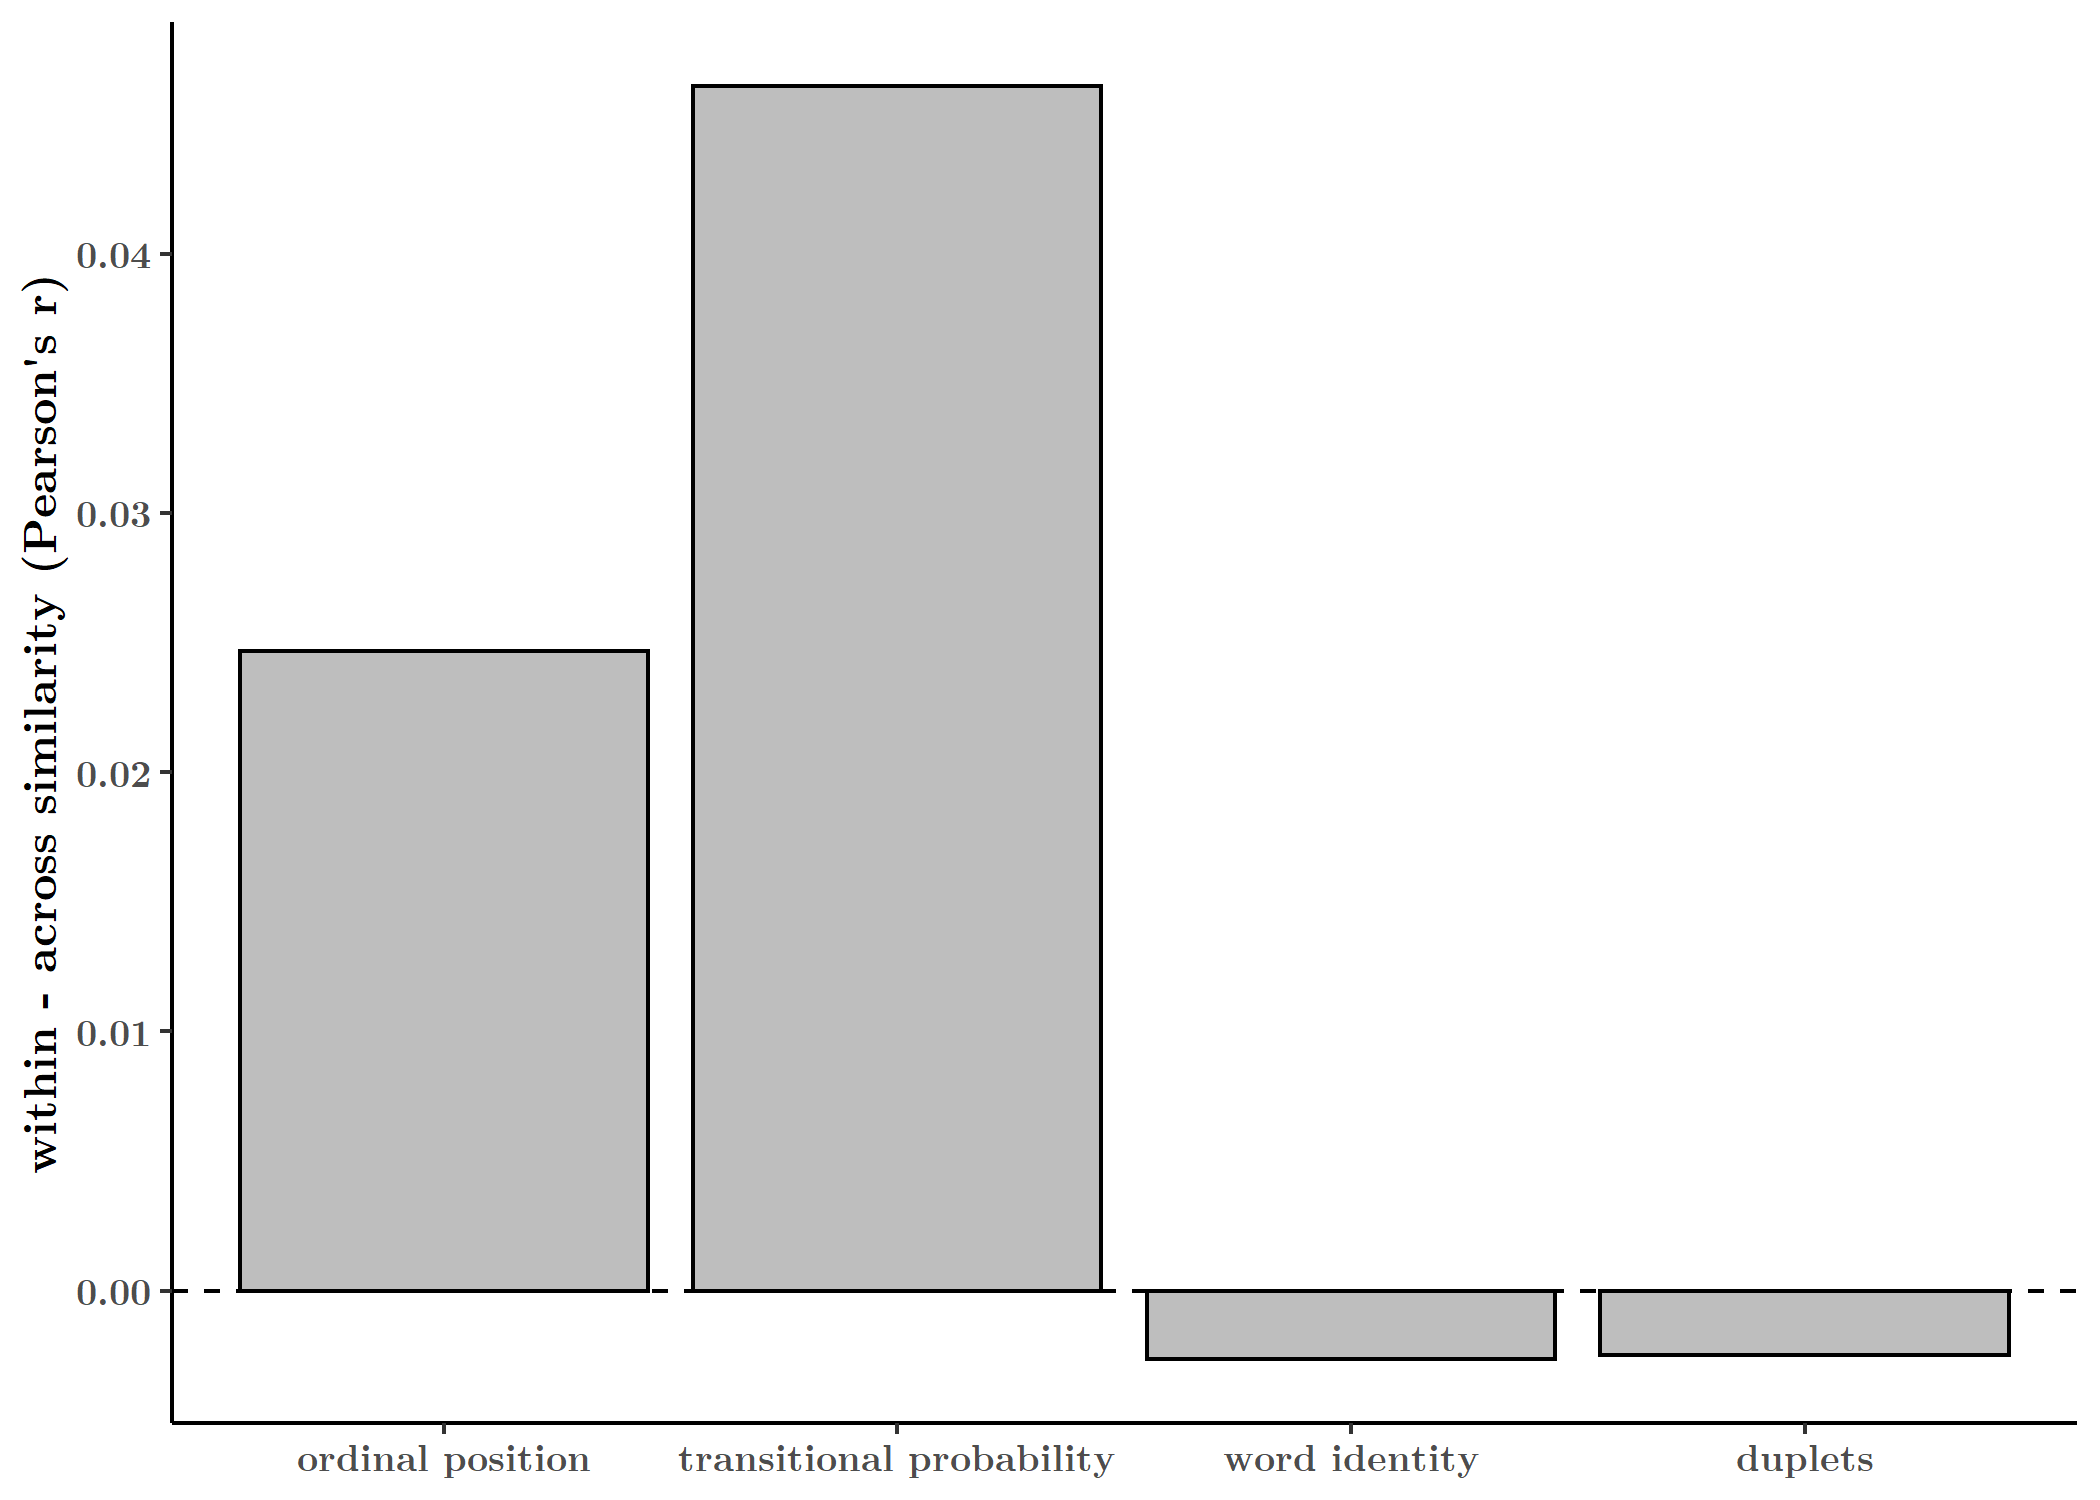 within - across similarity (Pearson's r)
0.04
0.03
0.02
0.01
0.00
ordinal position
transitional probability
word identity
duplets